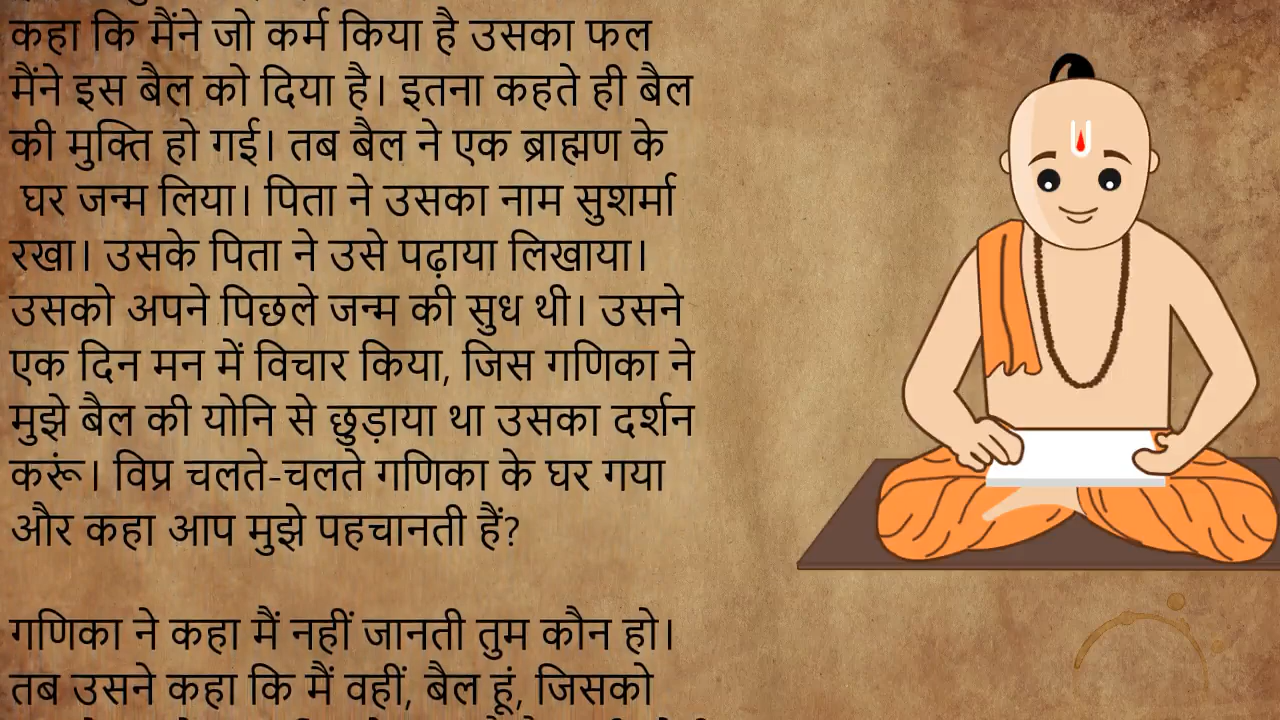 कहा कि मैंने जो कर्म किया है उसका फल
मैंने इस बैल को दिया है। इतना कहते ही बैल
की मुक्ति हो गई। तब बैल ने एक ब्राह्मण के
घर जन्म लिया। पिता ने उसका नाम सुशर्मा
रखा। उसके पिता ने उसे पढ़ाया लिखाया।
उसको अपने पिछले जन्म की सुध थी। उसने
एक दिन मन में विचार किया, जिस गणिका ने
मुझे बैल की योनि से छुड़ाया था उसका दर्शन
करूं। विप्र चलते-चलते गणिका के घर गया
और कहा आप मुझे पहचानती हैं?
गणिका ने कहा मैं नहीं जानती तुम कौन हो।
तब उसने कहा कि मैं वहीं, बैल हूं, जिसको